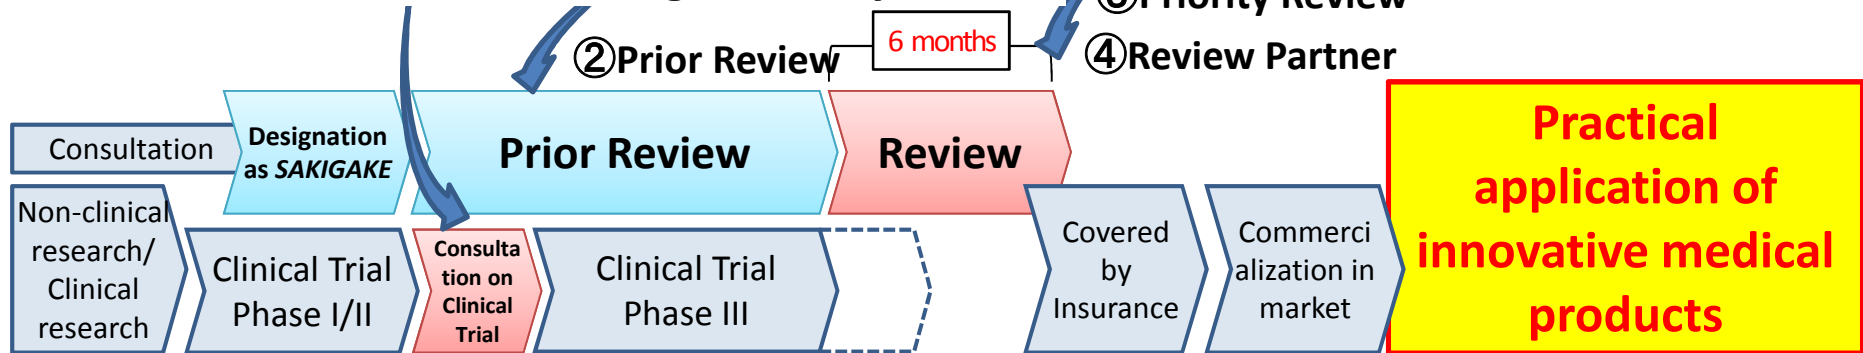 ③Priority Review
②Prior Review
6 months
④Review Partner
Consultation
Designation
as SAKIGAKE
Prior Review
Review
Practical
application of
innovative medical
products
Non-clinical
research/
Clinical
research
Clinical Trial
Phase I/II
Consulta
tion on
Clinical
Trial
Clinical Trial
Phase III
Covered
by
Insurance
Commerci
alization in
market